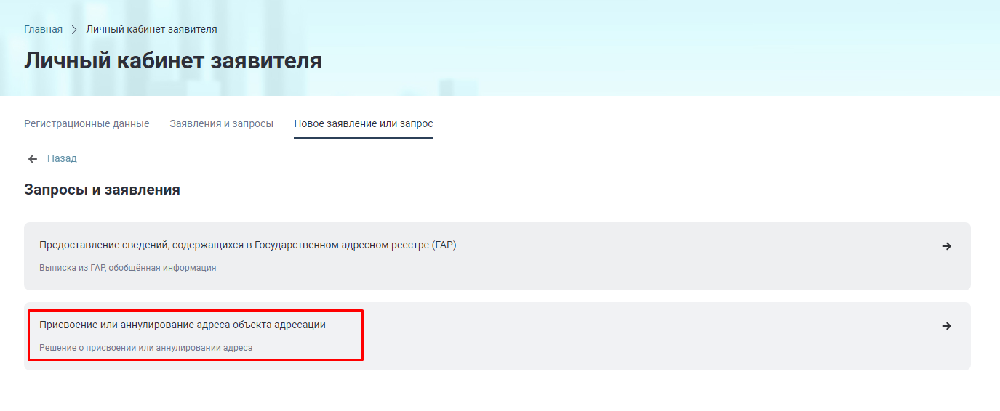 Главная > Личный кабинет заявителя
Личный кабинет заявителя
Регистрационные данные Заявления и запросы Новое заявление или запрос
← Назад
Запросы и заявления
Предоставление сведений, содержащихся в Государственном адресном реестре (ГАР) →
Выписка из ГАР, обобщённая информация
Присвоение или аннулирование адреса объекта адресации →
Решение о присвоении или аннулировании адреса